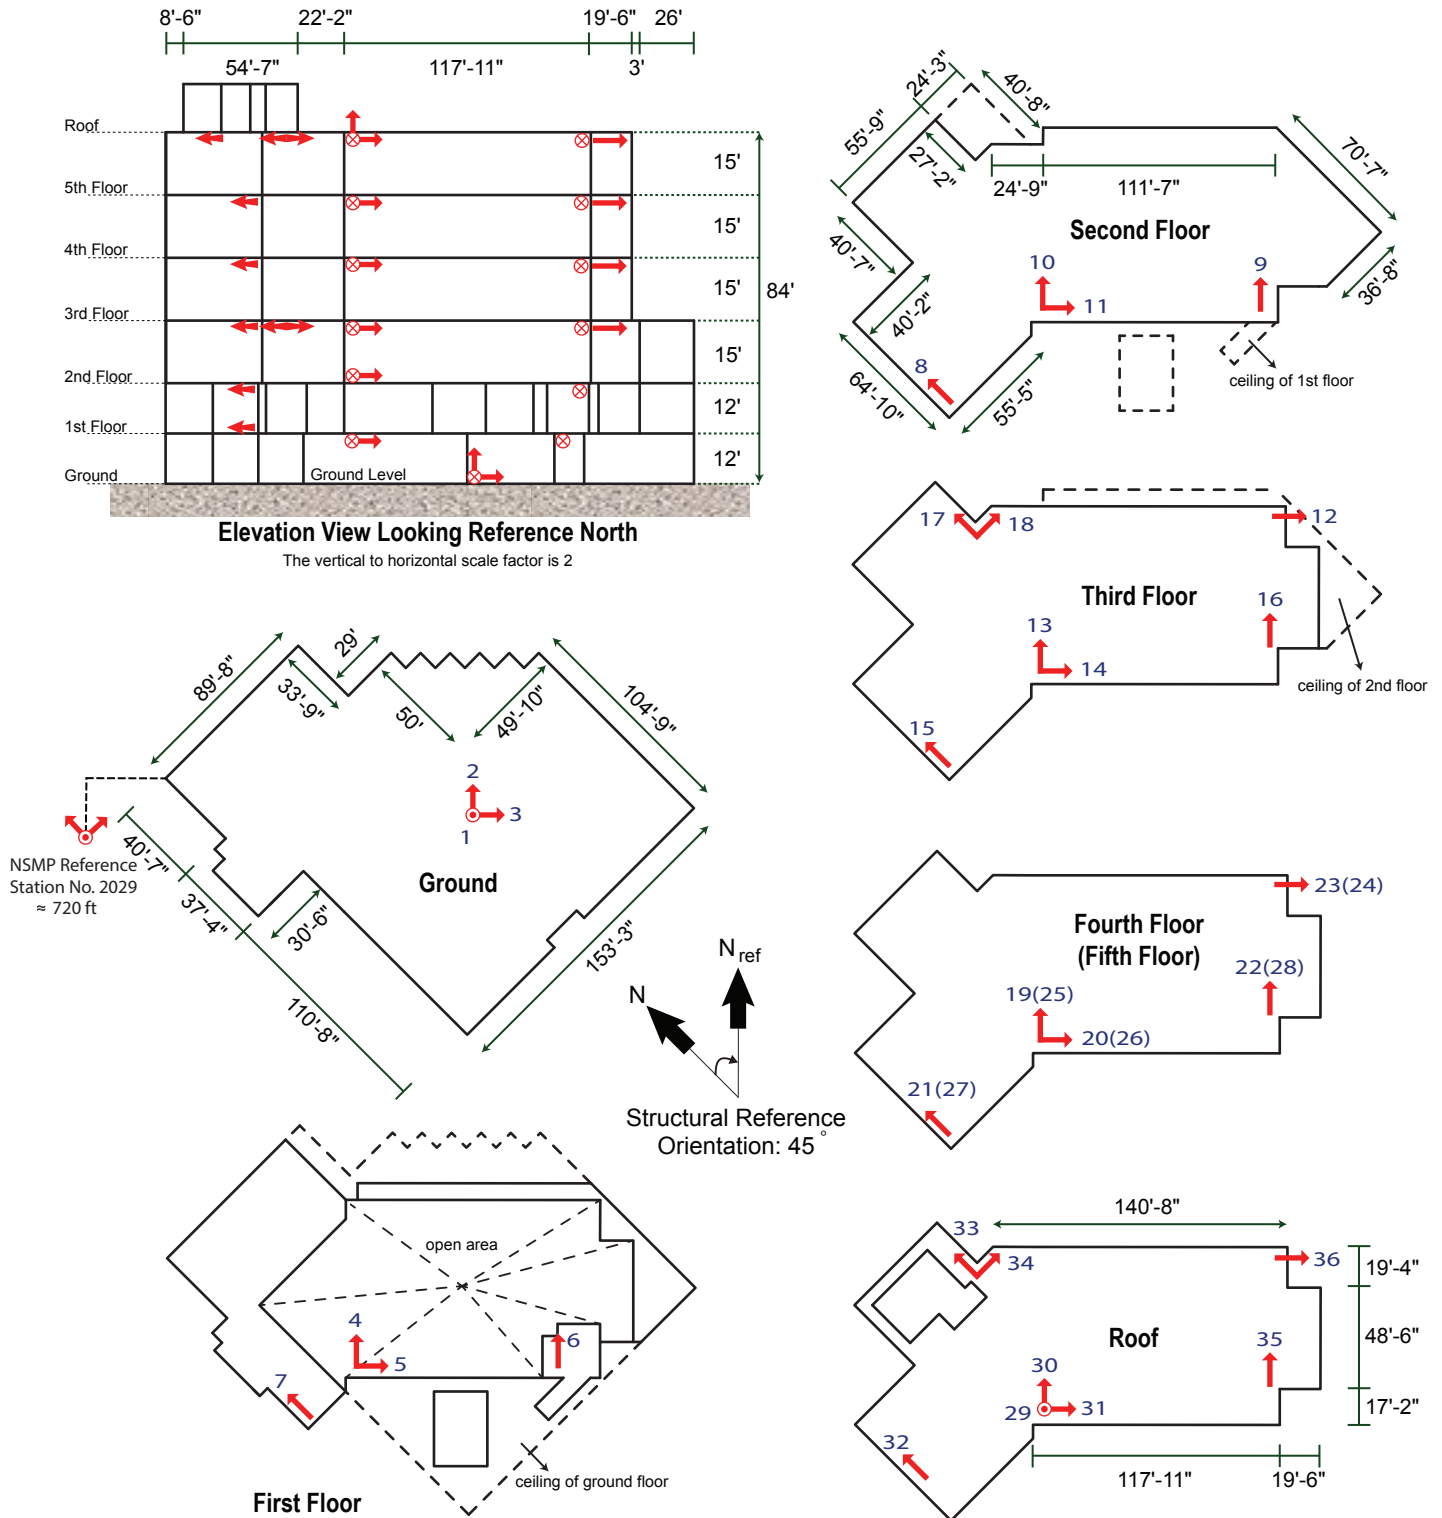 8'-6"
22'-2"
19'-6"
26'
54'-7"
117'-11"
3'
Roof
5th Floor
4th Floor
3rd Floor
2nd Floor
1st Floor
Ground
Ground Level
15'
15'
15'
15'
12'
12'
84'
Elevation View Looking Reference North
The vertical to horizontal scale factor is 2
24'-3"
40'-8"
55'-9"
27'-2"
70'-7"
24'-9"
111'-7"
Second Floor
40'-7"
10
9
11
36'-8"
40'-2"
8
64'-10"
55'-5"
ceiling of 1st floor
17
18
12
Third Floor
16
13
14
15
ceiling of 2nd floor
29'
89'-8"
33'-9"
50'
49'-10"
104'-9"
2
3
1
NSMP Reference
Station No. 2029
≈ 720 ft
40'-7"
37'-4"
30'-6"
Ground
153'-3"
110'-8"
N
N ref
Structural Reference
Orientation: 45°
23(24)
Fourth Floor
(Fifth Floor)
22(28)
19(25)
20(26)
21(27)
open area
4
5
6
7
ceiling of ground floor
First Floor
140'-8"
33
34
36
19'-4"
Roof
35
48'-6"
30
29
31
17'-2"
32
117'-11"
19'-6"